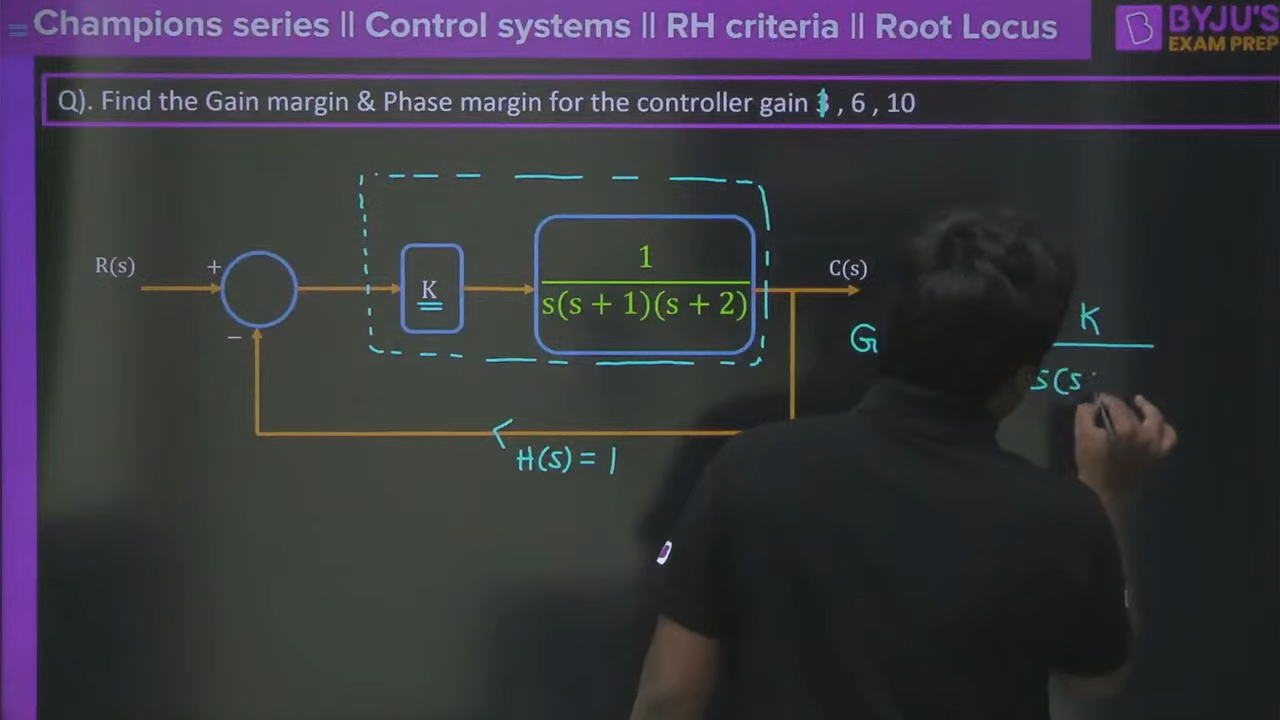 Champions series || Control systems || RH criteria || Root Locus
BYJU'S
EXAM PREP
Q). Find the Gain margin & Phase margin for the controller gain , 6 , 10
R(s)
+
K
1
s(s + 1)(s + 2)
C(s)
−
G
K
s(s
H(s) = 1